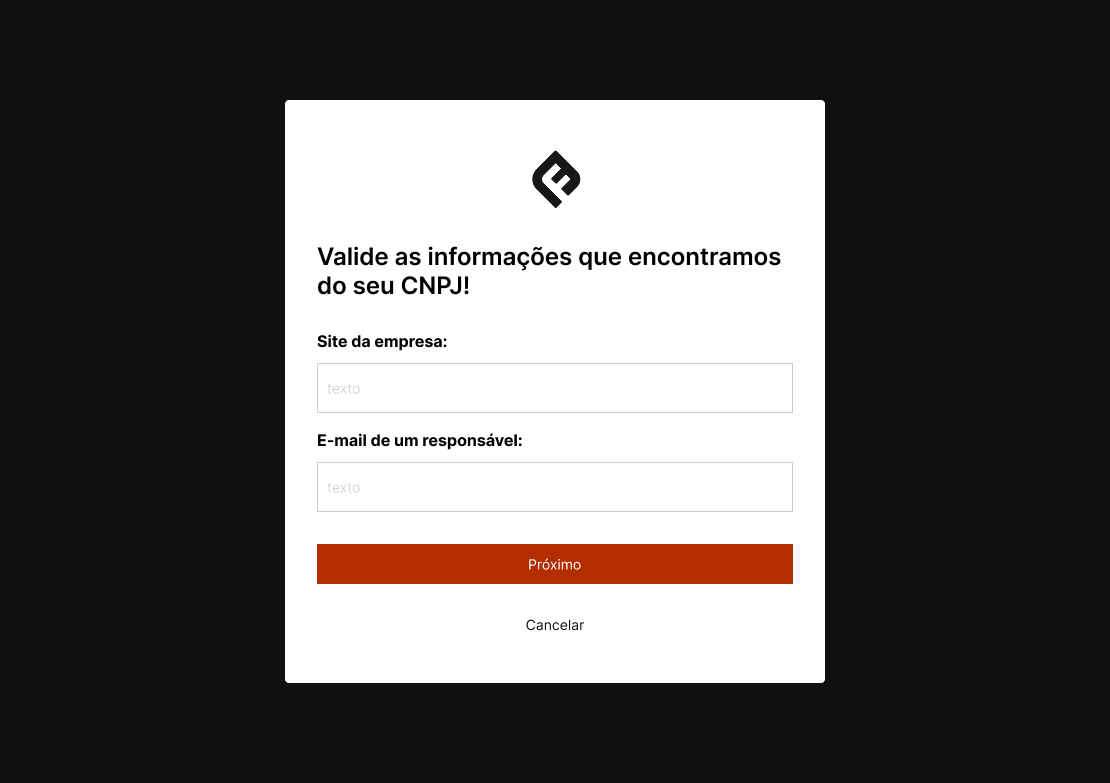 Valide as informações que encontramos
do seu CNPJ!
Site da empresa:
texto
E-mail de um responsável:
texto
Próximo
Cancelar